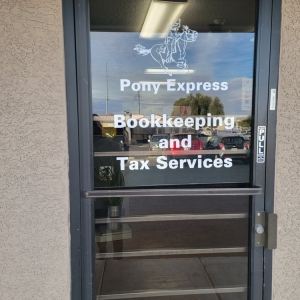 Pony Express
Bookkeeping
and
Tax Services
PULL